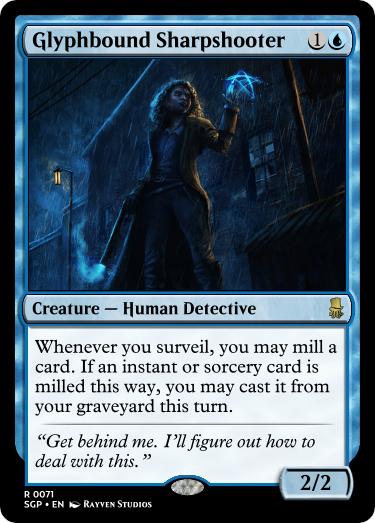 Glyphbound Sharpshooter 1
Creature — Human Detective
Whenever you surveil, you may mill a
card. If an instant or sorcery card is
milled this way, you may cast it from
your graveyard this turn.
“Get behind me. I’ll figure out how to
deal with this.”
2/2
R 0071
SGP • EN Rayven Studios